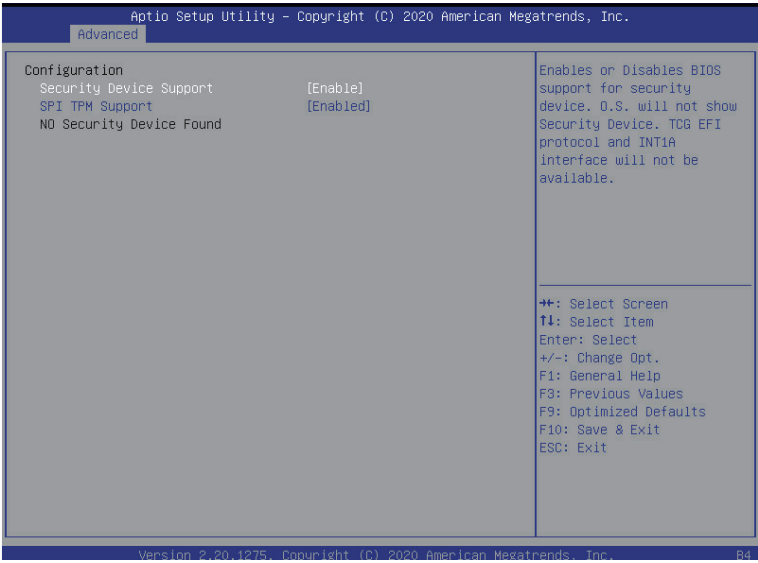 Aptio Setup Utility – Copyright (C) 2020 American Megatrends, Inc.
Advanced
Configuration
Security Device Support [Enable]
SPI TPM Support [Enabled]
NO Security Device Found
Enables or Disables BIOS
support for security
device. O.S. will not show
Security Device. TCG EFI
protocol and INT1A
interface will not be
available.
→←: Select Screen
↑↓: Select Item
Enter: Select
+/-: Change Opt.
F1: General Help
F3: Previous Values
F9: Optimized Defaults
F10: Save & Exit
ESC: Exit
Version 2.20.1275. Copyright (C) 2020 American Megatrends, Inc.
B4